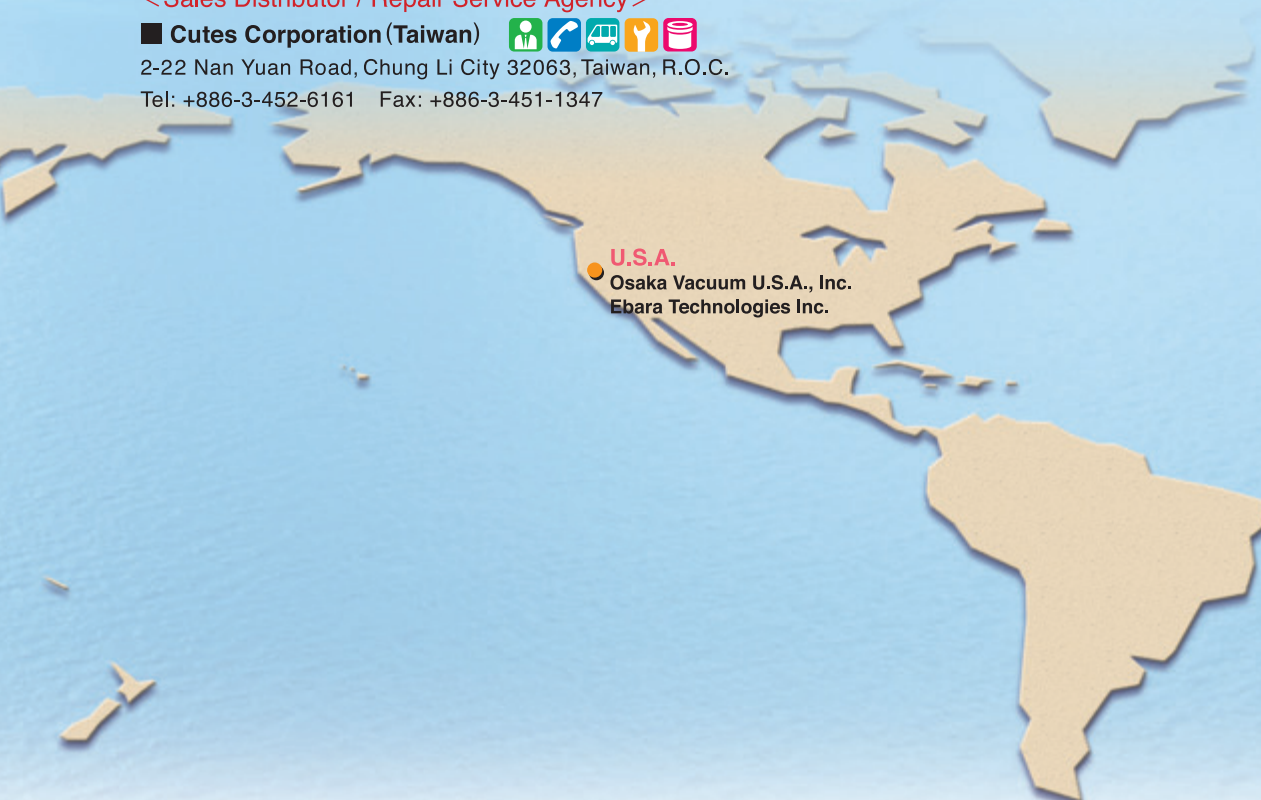 <Sales Distributor / Repair Service Agency>
■ Cutes Corporation (Taiwan)
2-22 Nan Yuan Road, Chung Li City 32063, Taiwan, R.O.C.
Tel: +886-3-452-6161 Fax: +886-3-451-1347
U.S.A.
Osaka Vacuum U.S.A., Inc.
Ebara Technologies Inc.